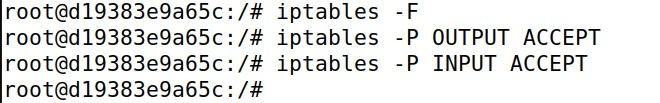 root@d19383e9a65c:/# iptables -F
root@d19383e9a65c:/# iptables -P OUTPUT ACCEPT
root@d19383e9a65c:/# iptables -P INPUT ACCEPT
root@d19383e9a65c:/#